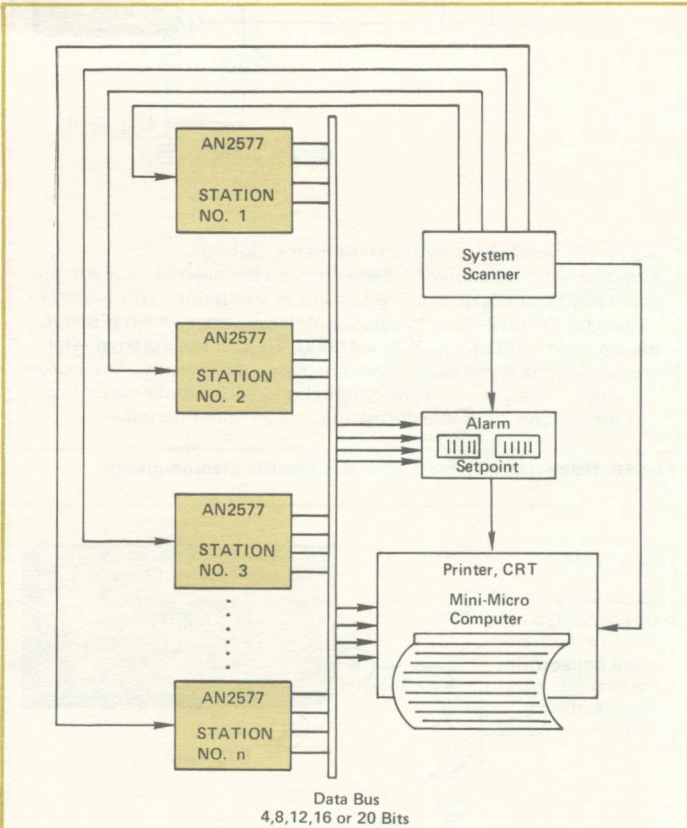 AN2577
STATION
NO. 1
System
Scanner
AN2577
STATION
NO. 2
Alarm
Setpoint
AN2577
STATION
NO. 3
Printer, CRT
Mini-Micro
Computer
AN2577
STATION
NO. n
Data Bus
4,8,12,16 or 20 Bits